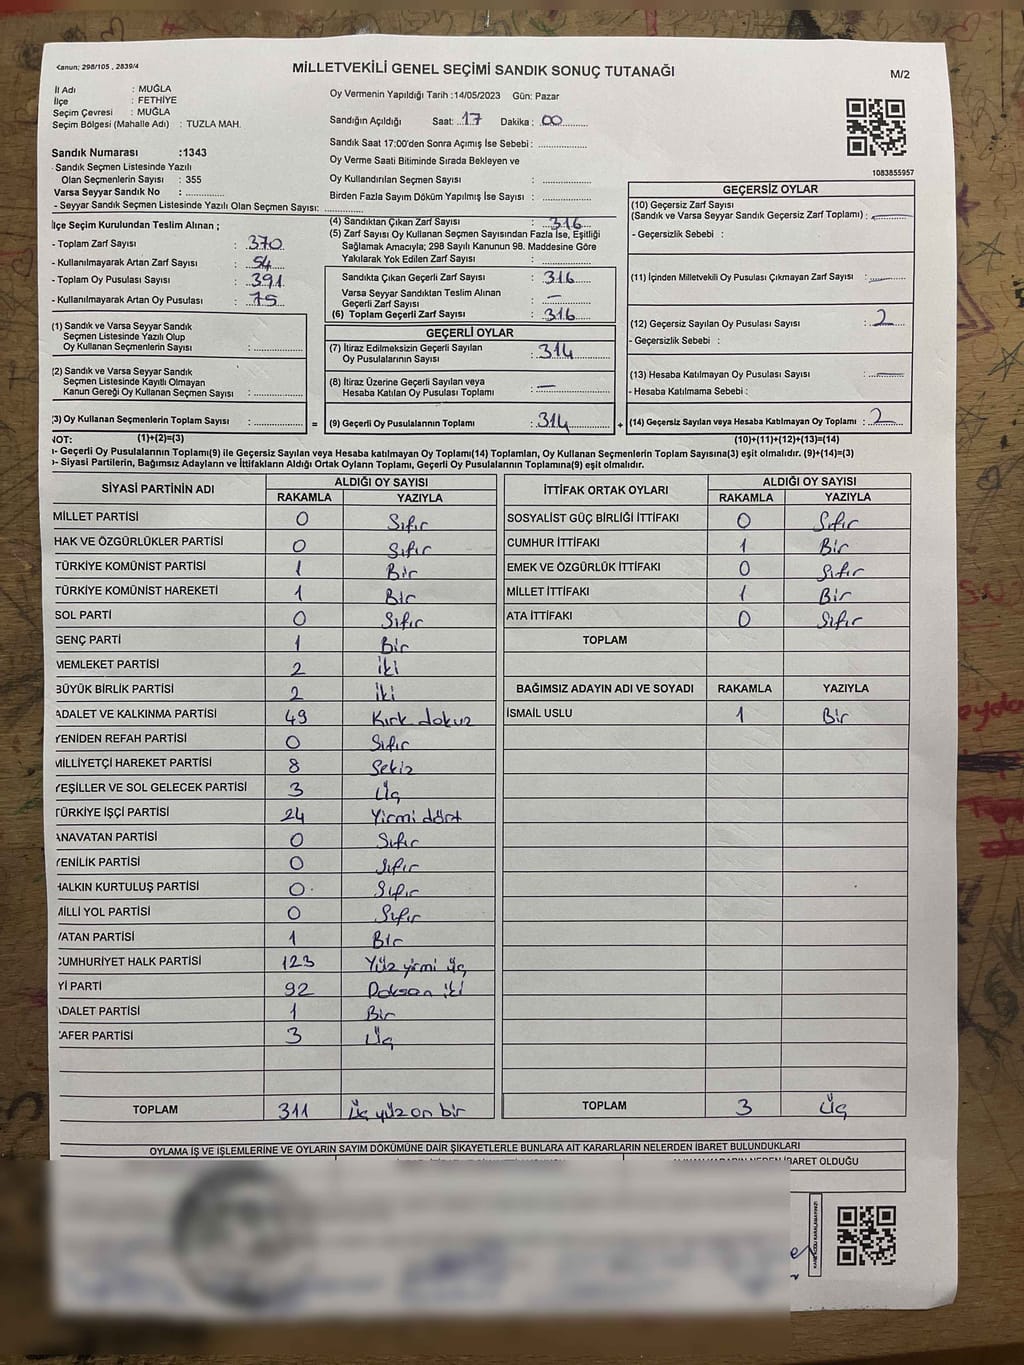 Kanun; 298/105 , 2839/4
MİLLETVEKİLİ GENEL SEÇİMİ SANDIK SONUÇ TUTANAĞI
M/2
İl Adı : MUĞLA
İlçe : FETHİYE
Seçim Çevresi : MUĞLA
Seçim Bölgesi (Mahalle Adı) : TUZLA MAH.
Oy Vermenin Yapıldığı Tarih :14/05/2023 Gün: Pazar
Sandığın Açıldığı Saat: 17 Dakika : 00
Sandık Saat 17:00'den Sonra Açımış İse Sebebi :
Oy Verme Saati Bitiminde Sırada Bekleyen ve
Oy Kullandırılan Seçmen Sayısı :
Birden Fazla Sayım Döküm Yapılmış İse Sayısı :
1083855957
Sandık Numarası :1343
Sandık Seçmen Listesinde Yazılı
Olan Seçmenlerin Sayısı : 355
Varsa Seyyar Sandık No :
- Seyyar Sandık Seçmen Listesinde Yazılı Olan Seçmen Sayısı:
İlçe Seçim Kurulundan Teslim Alınan ;
- Toplam Zarf Sayısı : 370
- Kullanılmayarak Artan Zarf Sayısı : 54
- Toplam Oy Pusulası Sayısı : 391
- Kullanılmayarak Artan Oy Pusulası : 75
(4) Sandıktan Çıkan Zarf Sayısı : 316
(5) Zarf Sayısı Oy Kullanan Seçmen Sayısından Fazla İse, Eşitliği
Sağlamak Amacıyla; 298 Sayılı Kanunun 98. Maddesine Göre
Yakılarak Yok Edilen Zarf Sayısı :
Sandıkta Çıkan Geçerli Zarf Sayısı : 316
Varsa Seyyar Sandıktan Teslim Alınan
Geçerli Zarf Sayısı : —
(6) Toplam Geçerli Zarf Sayısı : 316
GEÇERSİZ OYLAR
(10) Geçersiz Zarf Sayısı
(Sandık ve Varsa Seyyar Sandık Geçersiz Zarf Toplamı) : —
- Geçersizlik Sebebi :
(11) İçinden Milletvekili Oy Pusulası Çıkmayan Zarf Sayısı : —
(12) Geçersiz Sayılan Oy Pusulası Sayısı : 2
- Geçersizlik Sebebi :
(13) Hesaba Katılmayan Oy Pusulası Sayısı : —
- Hesaba Katılmama Sebebi :
(14) Geçersiz Sayılan veya Hesaba Katılmayan Oy Toplamı : 2
(1) Sandık ve Varsa Seyyar Sandık
Seçmen Listesinde Yazılı Olup
Oy Kullanan Seçmenlerin Sayısı :
(2) Sandık ve Varsa Seyyar Sandık
Seçmen Listesinde Kayıtlı Olmayan
Kanun Gereği Oy Kullanan Seçmen Sayısı :
3) Oy Kullanan Seçmenlerin Toplam Sayısı : =
GEÇERLİ OYLAR
(7) İtiraz Edilmeksizin Geçerli Sayılan
Oy Pusulalarının Sayısı : 314
(8) İtiraz Üzerine Geçerli Sayılan veya
Hesaba Katılan Oy Pusulası Toplamı : —
(9) Geçerli Oy Pusulalarının Toplamı : 314 +
NOT: (1)+(2)=(3)
(10)+(11)+(12)+(13)=(14)
- Geçerli Oy Pusulalarının Toplamı(9) ile Geçersiz Sayılan veya Hesaba katılmayan Oy Toplamı(14) Toplamları, Oy Kullanan Seçmenlerin Toplam Sayısına(3) eşit olmalıdır. (9)+(14)=(3)
- Siyasi Partilerin, Bağımsız Adayların ve İttifakların Aldığı Ortak Oyların Toplamı, Geçerli Oy Pusulalarının Toplamına(9) eşit olmalıdır.
SİYASİ PARTİNİN ADI ALDIĞI OY SAYISI
RAKAMLA YAZIYLA
MİLLET PARTİSİ 0 Sıfır
HAK VE ÖZGÜRLÜKLER PARTİSİ 0 Sıfır
TÜRKİYE KOMÜNİST PARTİSİ 1 Bir
TÜRKİYE KOMÜNİST HAREKETİ 1 Bir
SOL PARTİ 0 Sıfır
GENÇ PARTİ 1 Bir
MEMLEKET PARTİSİ 2 İki
BÜYÜK BİRLİK PARTİSİ 2 İki
ADALET VE KALKINMA PARTİSİ 49 Kırk dokuz
YENİDEN REFAH PARTİSİ 0 Sıfır
MİLLİYETÇİ HAREKET PARTİSİ 8 Sekiz
YEŞİLLER VE SOL GELECEK PARTİSİ 3 Üç
TÜRKİYE İŞÇİ PARTİSİ 24 Yirmi dört
ANAVATAN PARTİSİ 0 Sıfır
YENİLİK PARTİSİ 0 Sıfır
HALKIN KURTULUŞ PARTİSİ 0 Sıfır
MİLLİ YOL PARTİSİ 0 Sıfır
VATAN PARTİSİ 1 Bir
CUMHURİYET HALK PARTİSİ 123 Yüz yirmi üç
İYİ PARTİ 92 Doksan iki
ADALET PARTİSİ 1 Bir
ZAFER PARTİSİ 3 Üç
TOPLAM 311 Üç yüz on bir
İTTİFAK ORTAK OYLARI ALDIĞI OY SAYISI
RAKAMLA YAZIYLA
SOSYALİST GÜÇ BİRLİĞİ İTTİFAKI 0 Sıfır
CUMHUR İTTİFAKI 1 Bir
EMEK VE ÖZGÜRLÜK İTTİFAKI 0 Sıfır
MİLLET İTTİFAKI 1 Bir
ATA İTTİFAKI 0 Sıfır
TOPLAM
BAĞIMSIZ ADAYIN ADI VE SOYADI RAKAMLA YAZIYLA
İSMAİL USLU 1 Bir
TOPLAM 3 Üç
OYLAMA İŞ VE İŞLEMLERİNE VE OYLARIN SAYIM DÖKÜMÜNE DAİR ŞİKAYETLERLE BUNLARA AİT KARARLARIN NELERDEN İBARET BULUNDUKLARI
İBARET OLDUĞU